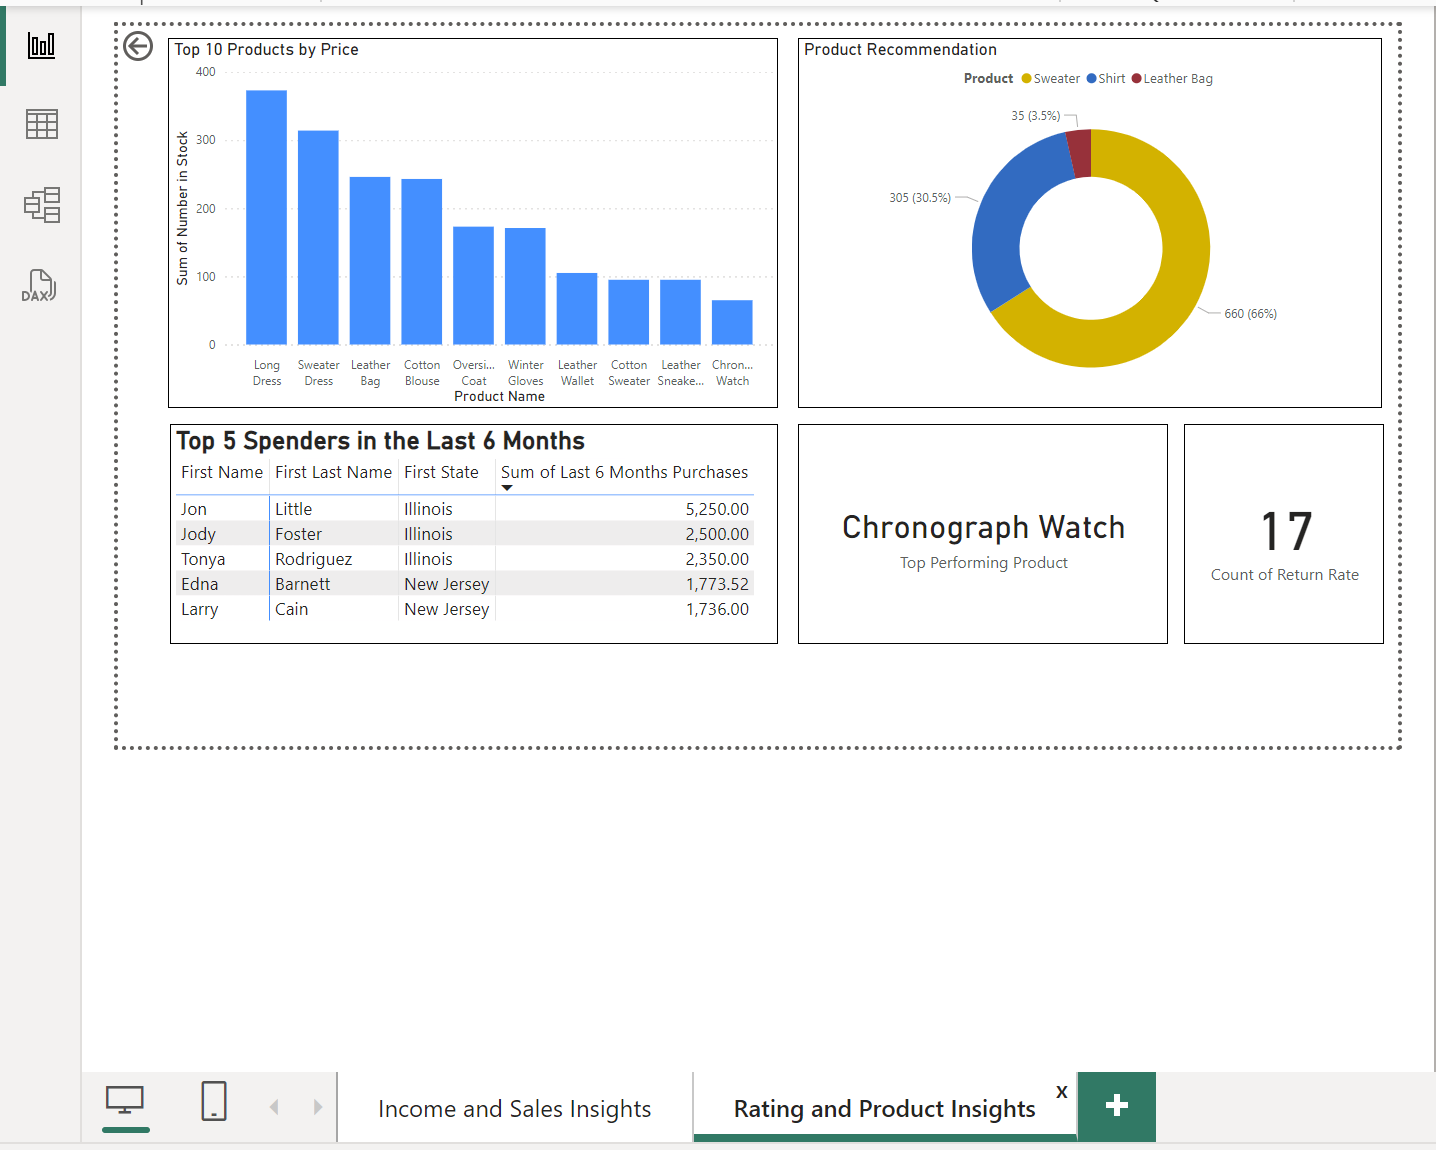 Top 10 Products by Price
Sum of Number in Stock
400
300
200
100
0
Long Dress
Sweater Dress
Leather Bag
Cotton Blouse
Oversi... Coat
Winter Gloves
Leather Wallet
Cotton Sweater
Leather Sneake...
Chron... Watch
Product Name
Product Recommendation
Product Sweater Shirt Leather Bag
35 (3.5%)
305 (30.5%)
660 (66%)
Top 5 Spenders in the Last 6 Months
First Name First Last Name First State Sum of Last 6 Months Purchases
Jon Little Illinois 5,250.00
Jody Foster Illinois 2,500.00
Tonya Rodriguez Illinois 2,350.00
Edna Barnett New Jersey 1,773.52
Larry Cain New Jersey 1,736.00
Chronograph Watch
Top Performing Product
17
Count of Return Rate
DAX
Income and Sales Insights
Rating and Product Insights
X